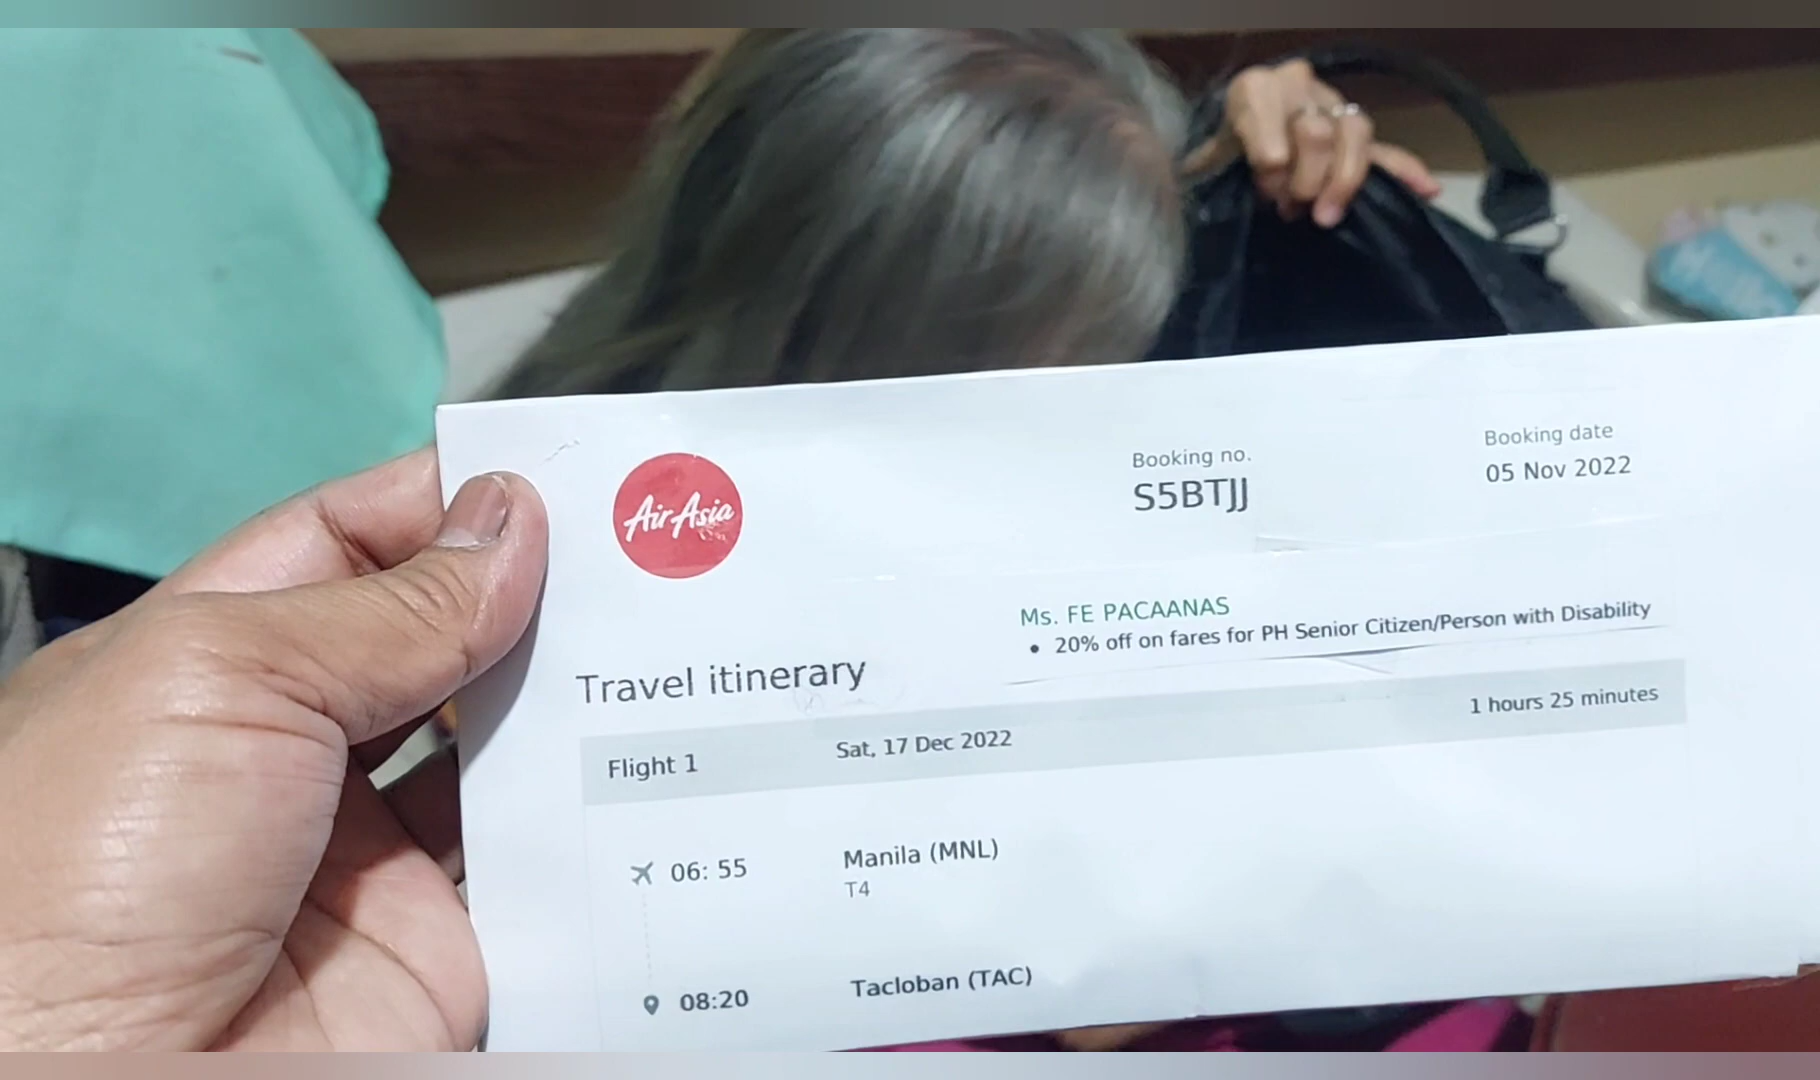 AirAsia
Booking no.
S5BTJJ
Booking date
05 Nov 2022
Ms. FE PACAANAS
• 20% off on fares for PH Senior Citizen/Person with Disability
Travel itinerary
Flight 1
Sat, 17 Dec 2022
1 hours 25 minutes
06: 55
Manila (MNL)
T4
08:20
Tacloban (TAC)